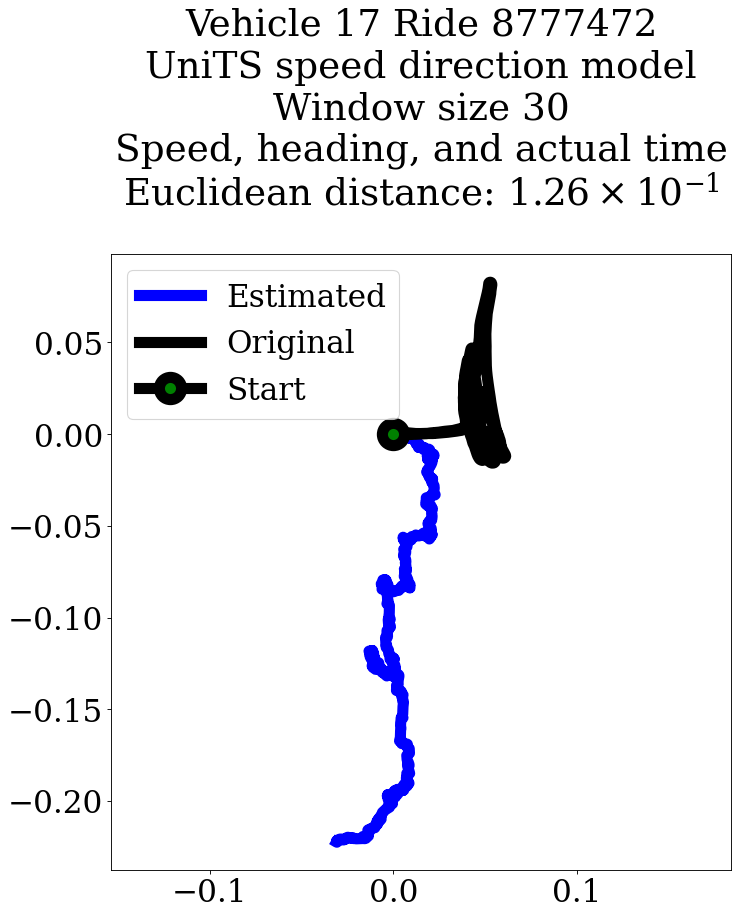 Vehicle 17 Ride 8777472
UniTS speed direction model
Window size 30
Speed, heading, and actual time
Euclidean distance: 1.26 × 10⁻¹
Estimated
Original
Start
0.05
0.00
−0.05
−0.10
−0.15
−0.20
−0.1 0.0 0.1